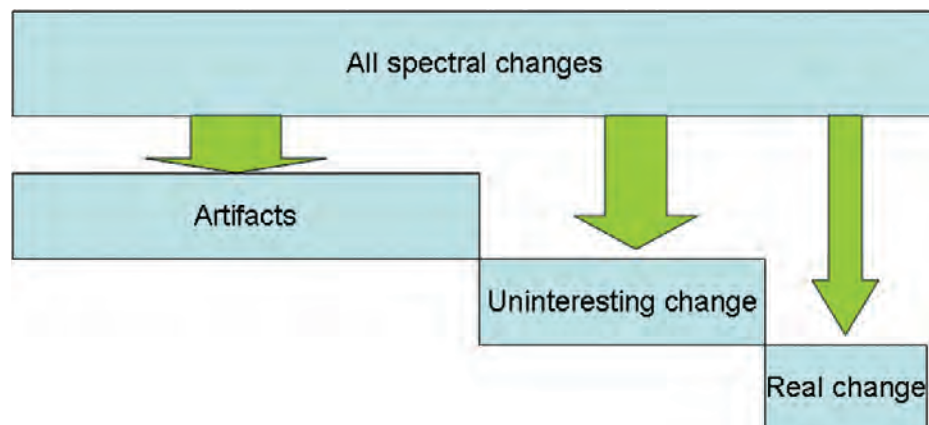 All spectral changes
Artifacts
Uninteresting change
Real change